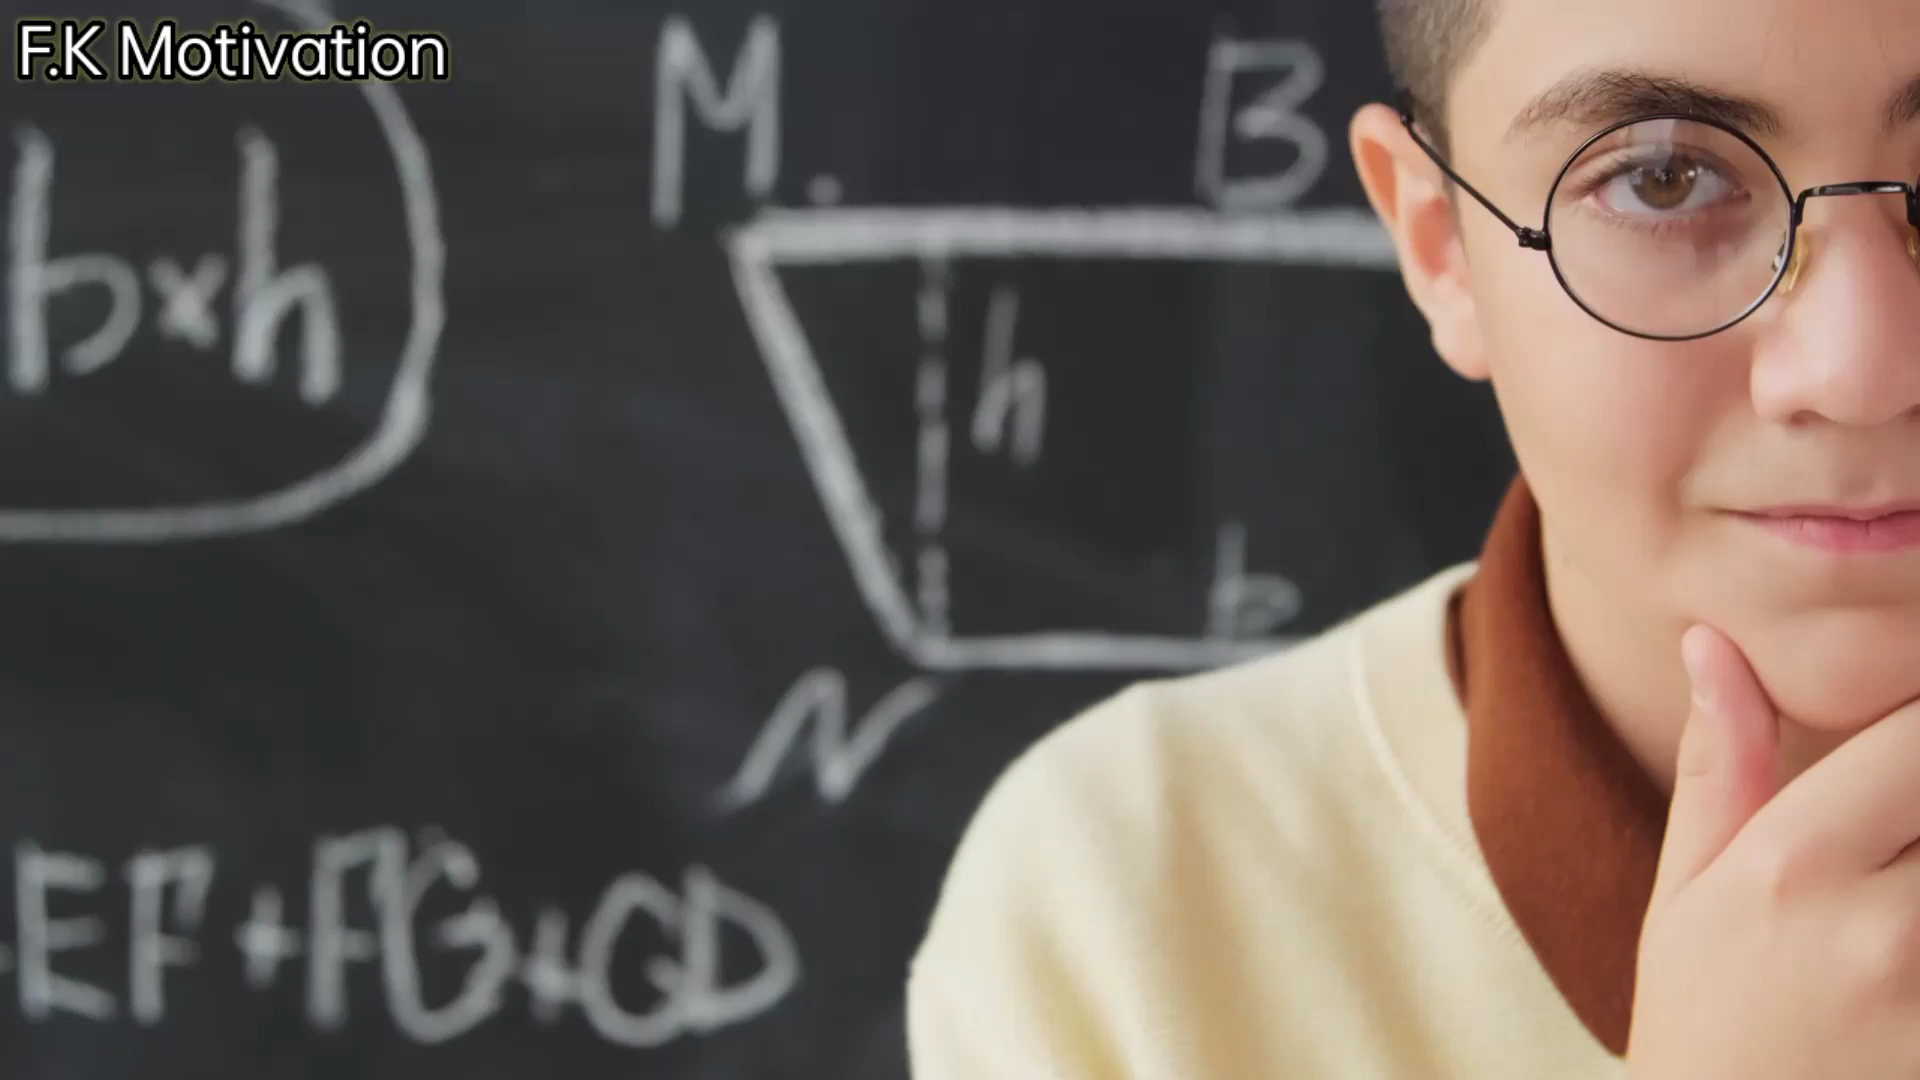 F.K Motivation
M.
B
b×h
h
b
N
EF+FG+GD